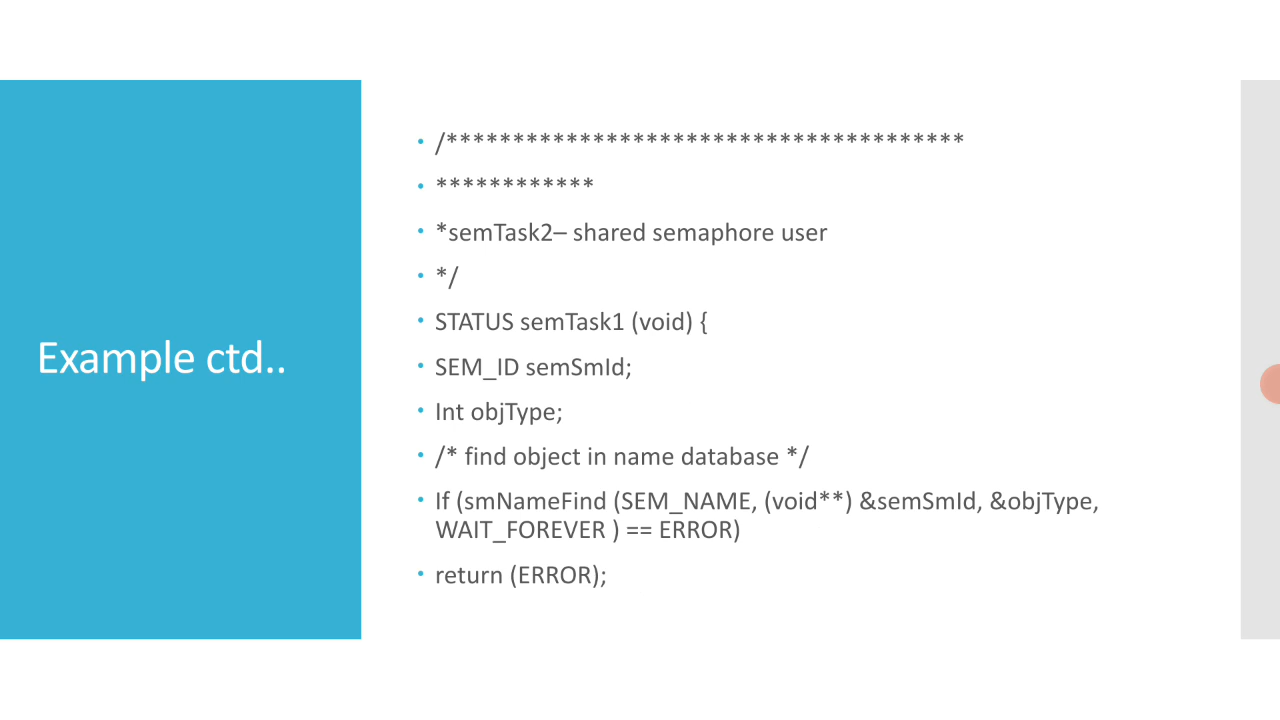 Example ctd..
• /***************************************
• ************
• *semTask2– shared semaphore user
• */
• STATUS semTask1 (void) {
• SEM_ID semSmId;
• Int objType;
• /* find object in name database */
• If (smNameFind (SEM_NAME, (void**) &semSmId, &objType,
WAIT_FOREVER ) == ERROR)
• return (ERROR);